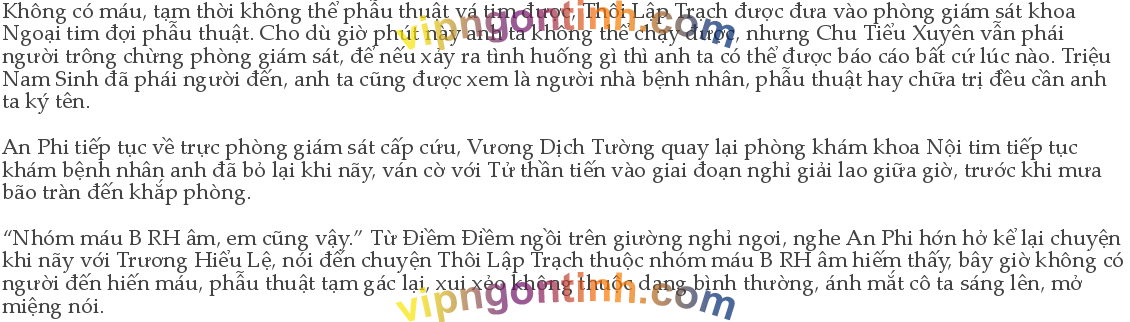 Không có máu, tạm thời không thể phẫu thuật vá tim được, Thôi Lập Trạch được đưa vào phòng giám sát khoa
Ngoại tim đợi phẫu thuật. Cho dù giờ phút này anh ta không thể chạy được, nhưng Chu Tiểu Xuyên vẫn phái
người trông chừng phòng giám sát, để nếu xảy ra tình huống gì thì anh ta có thể được báo cáo bất cứ lúc nào. Triệu
Nam Sinh đã phái người đến, anh ta cũng được xem là người nhà bệnh nhân, phẫu thuật hay chữa trị đều cần anh
ta ký tên.
An Phi tiếp tục về trực phòng giám sát cấp cứu, Vương Dịch Tường quay lại phòng khám khoa Nội tim tiếp tục
khám bệnh nhân anh đã bỏ lại khi nãy, ván cờ với Tử thần tiến vào giai đoạn nghỉ giải lao giữa giờ, trước khi mưa
bão tràn đến khắp phòng.
“Nhóm máu B RH âm, em cũng vậy.” Từ Điềm Điềm ngồi trên giường nghỉ ngơi, nghe An Phi hớn hở kể lại chuyện
khi nãy với Trương Hiểu Lệ, nói đến chuyện Thôi Lập Trạch thuộc nhóm máu B RH âm hiếm thấy, bây giờ không có
người đến hiến máu, phẫu thuật tạm gác lại, xui xẻo không thuộc dạng bình thường, ánh mắt cô ta sáng lên, mở
miệng nói.
vipngontinh.com
vipngontinh.com